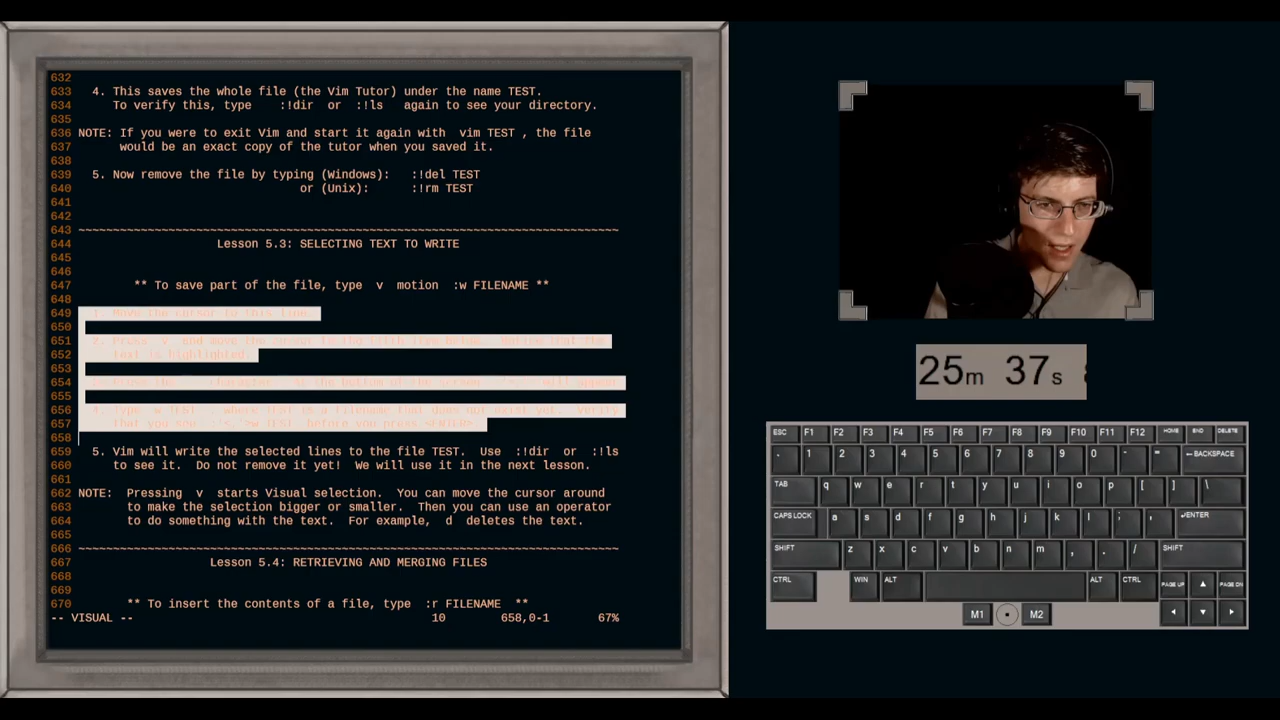 632
633 4. This saves the whole file (the Vim Tutor) under the name TEST.
634 To verify this, type :!dir or :!ls again to see your directory.
635
636 NOTE: If you were to exit Vim and start it again with vim TEST , the file
637 would be an exact copy of the tutor when you saved it.
638
639 5. Now remove the file by typing (Windows): :!del TEST
640 or (Unix): :!rm TEST
641
642
643 ~~~~~~~~~~~~~~~~~~~~~~~~~~~~~~~~~~~~~~~~~~~~~~~~~~~~~~~~~~~~~~~~~~~~~~~~~~~~~~
644 Lesson 5.3: SELECTING TEXT TO WRITE
645
646
647 ** To save part of the file, type v motion :w FILENAME **
648
649 1. Move the cursor to this line.
650
651 2. Press v and move the cursor to the fifth item below. Notice that the
652 text is highlighted.
653
654 3. Press the : character. At the bottom of the screen :'<,'> will appear.
655
656 4. Type w TEST , where TEST is a filename that does not exist yet. Verify
657 that you see :'<,'>w TEST before you press <ENTER>.
658
659 5. Vim will write the selected lines to the file TEST. Use :!dir or :!ls
660 to see it. Do not remove it yet! We will use it in the next lesson.
661
662 NOTE: Pressing v starts Visual selection. You can move the cursor around
663 to make the selection bigger or smaller. Then you can use an operator
664 to do something with the text. For example, d deletes the text.
665
666 ~~~~~~~~~~~~~~~~~~~~~~~~~~~~~~~~~~~~~~~~~~~~~~~~~~~~~~~~~~~~~~~~~~~~~~~~~~~~~~
667 Lesson 5.4: RETRIEVING AND MERGING FILES
668
669
670 ** To insert the contents of a file, type :r FILENAME **
-- VISUAL -- 10 658,0-1 67%
25m 37s
ESC F1 F2 F3 F4 F5 F6 F7 F8 F9 F10 F11 F12 HOME END DELETE
1 2 3 4 5 6 7 8 9 0 - = ←BACKSPACE
TAB q w e r t y u i o p [ ] \
CAPS LOCK a s d f g h j k l ; ↵ENTER
SHIFT z x c v b n m , . / SHIFT
CTRL WIN ALT ALT CTRL PAGE UP ▲ PAGE DN
M1 M2 ◄ ▼ ►